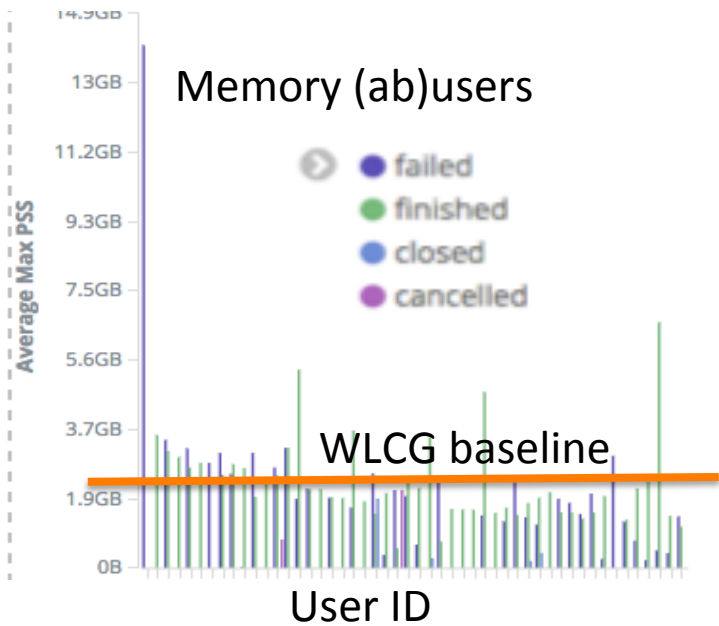 14.9GB
Memory (ab)users
13GB
11.2GB
failed
finished
9.3GB
closed
7.5GB
cancelled
Average Max PSS
5.6GB
3.7GB
WLCG baseline
1.9GB
0B
User ID